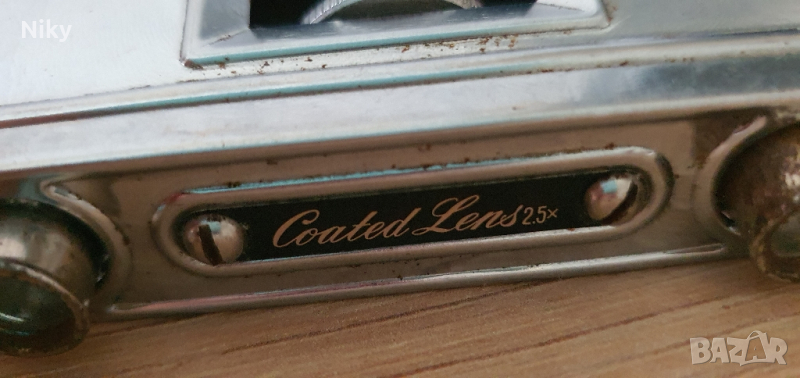 Niky
Coated Lens 2.5×
BAZAR